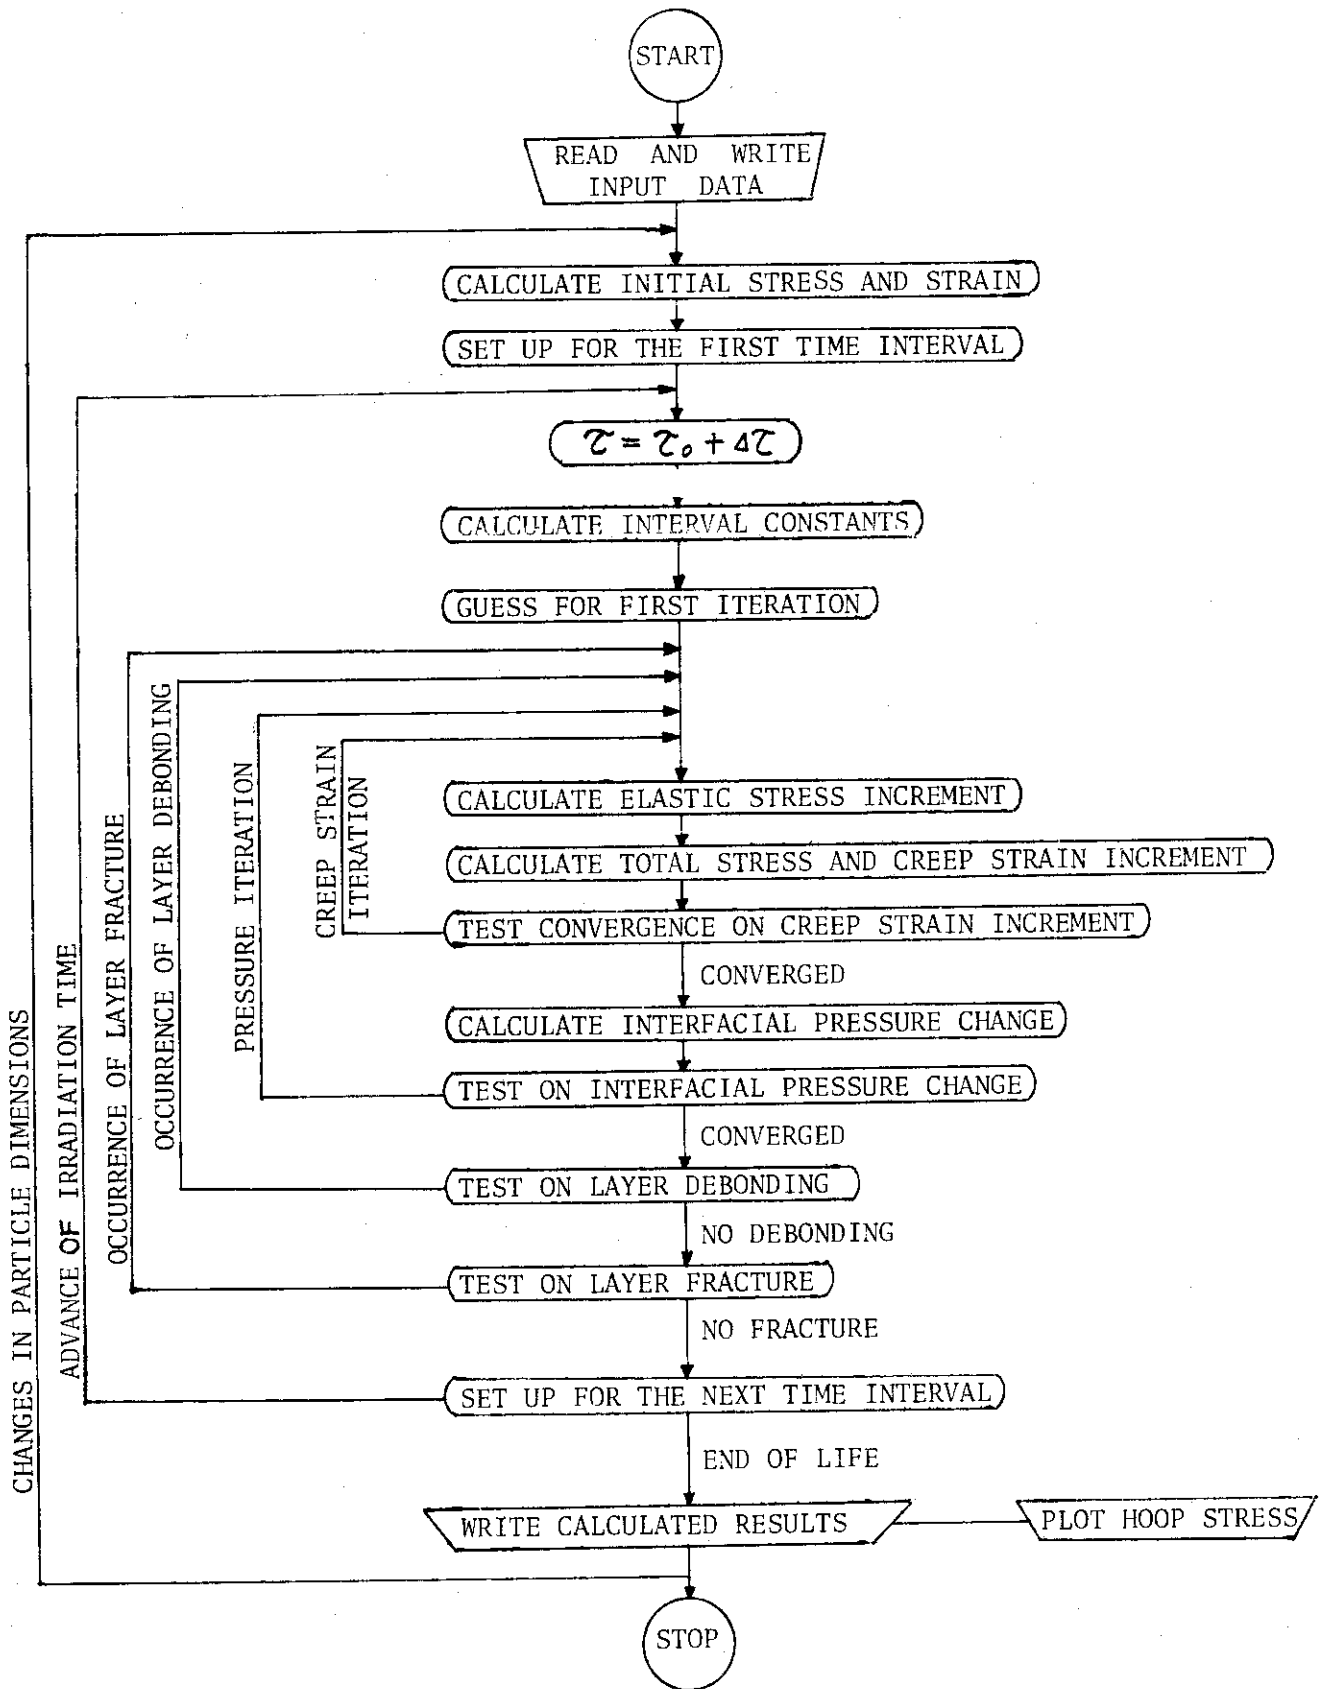 START
READ AND WRITE
INPUT DATA
CALCULATE INITIAL STRESS AND STRAIN
SET UP FOR THE FIRST TIME INTERVAL
τ = τ₀ + Δτ
CALCULATE INTERVAL CONSTANTS
GUESS FOR FIRST ITERATION
CALCULATE ELASTIC STRESS INCREMENT
CALCULATE TOTAL STRESS AND CREEP STRAIN INCREMENT
TEST CONVERGENCE ON CREEP STRAIN INCREMENT
CONVERGED
CALCULATE INTERFACIAL PRESSURE CHANGE
TEST ON INTERFACIAL PRESSURE CHANGE
CONVERGED
TEST ON LAYER DEBONDING
NO DEBONDING
TEST ON LAYER FRACTURE
NO FRACTURE
SET UP FOR THE NEXT TIME INTERVAL
END OF LIFE
WRITE CALCULATED RESULTS
PLOT HOOP STRESS
STOP
CHANGES IN PARTICLE DIMENSIONS
ADVANCE OF IRRADIATION TIME
OCCURRENCE OF LAYER FRACTURE
OCCURRENCE OF LAYER DEBONDING
PRESSURE ITERATION
CREEP STRAIN
ITERATION